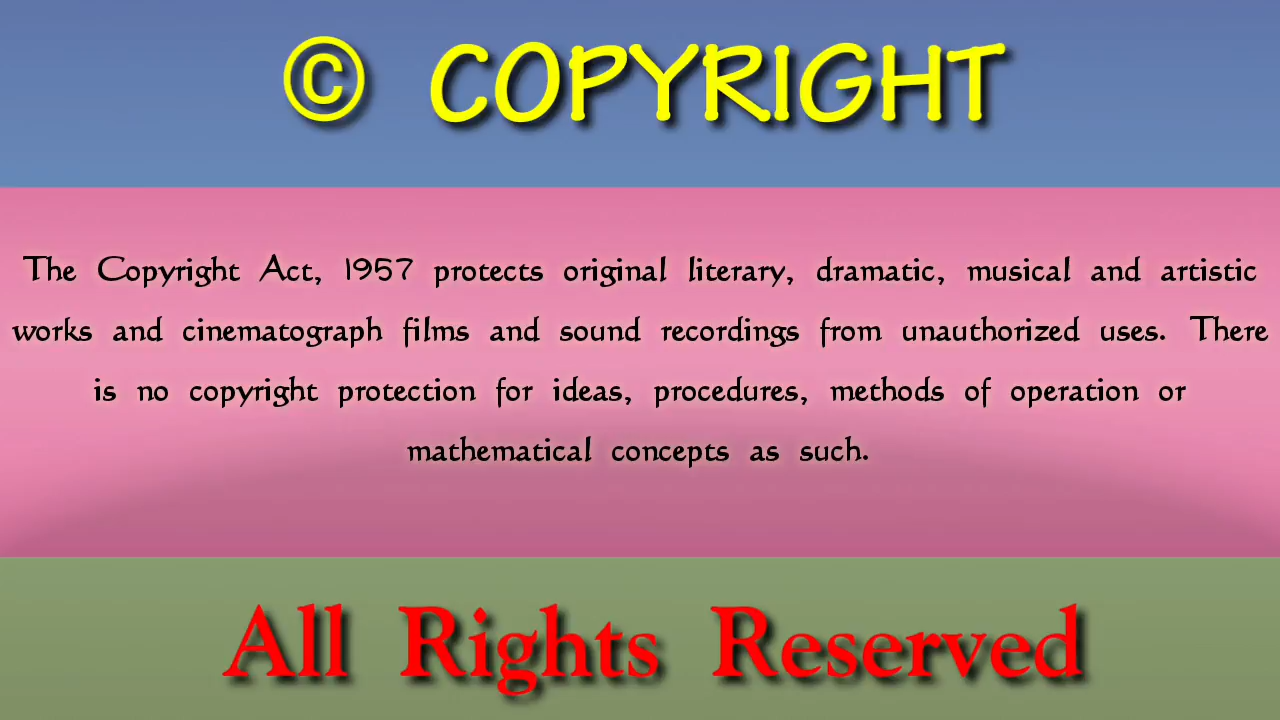 © COPYRIGHT
The Copyright Act, 1957 protects original literary, dramatic, musical and artistic
works and cinematograph films and sound recordings from unauthorized uses. There
is no copyright protection for ideas, procedures, methods of operation or
mathematical concepts as such.
All Rights Reserved